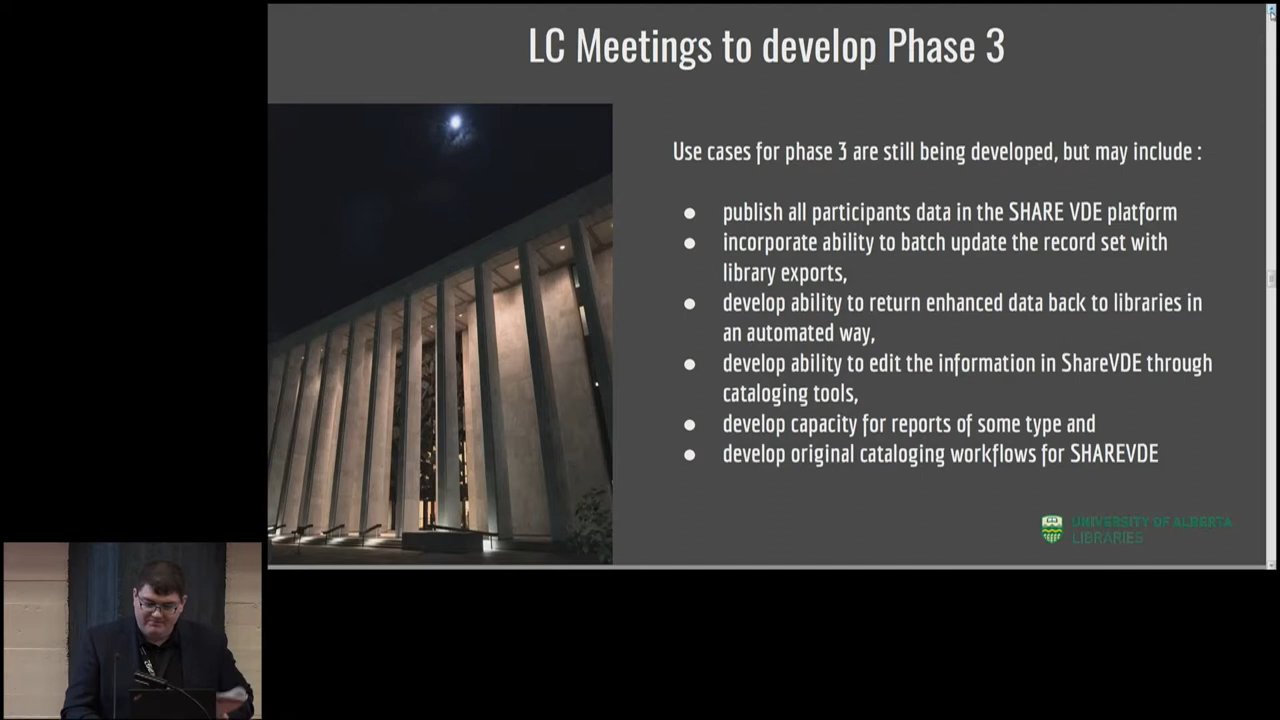 LC Meetings to develop Phase 3
Use cases for phase 3 are still being developed, but may include :
● publish all participants data in the SHARE VDE platform
● incorporate ability to batch update the record set with
library exports,
● develop ability to return enhanced data back to libraries in
an automated way,
● develop ability to edit the information in ShareVDE through
cataloging tools,
● develop capacity for reports of some type and
● develop original cataloging workflows for SHAREVDE
UNIVERSITY OF ALBERTA
LIBRARIES